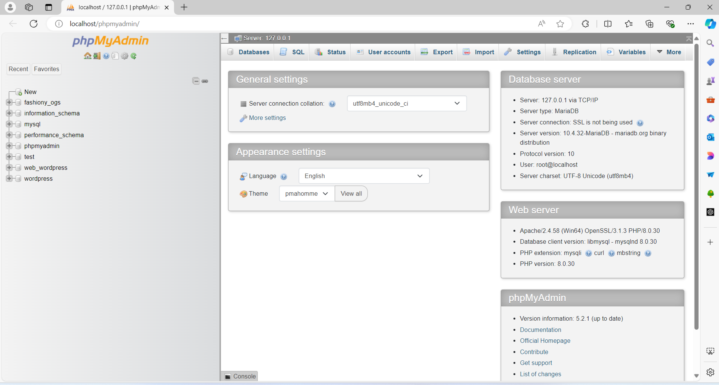 localhost / 127.0.0.1 | phpMyAdm
localhost/phpmyadmin/
phpMyAdmin
Recent Favorites
New
fashiony_ogs
information_schema
mysql
performance_schema
phpmyadmin
test
web_wordpress
wordpress
Server: 127.0.0.1
Databases SQL Status User accounts Export Import Settings Replication Variables More
General settings
Server connection collation: utf8mb4_unicode_ci
More settings
Appearance settings
Language English
Theme pmahomme View all
Database server
Server: 127.0.0.1 via TCP/IP
Server type: MariaDB
Server connection: SSL is not being used
Server version: 10.4.32-MariaDB - mariadb.org binary
distribution
Protocol version: 10
User: root@localhost
Server charset: UTF-8 Unicode (utf8mb4)
Web server
Apache/2.4.58 (Win64) OpenSSL/3.1.3 PHP/8.0.30
Database client version: libmysql - mysqlnd 8.0.30
PHP extension: mysqli curl mbstring
PHP version: 8.0.30
phpMyAdmin
Version information: 5.2.1 (up to date)
Documentation
Official Homepage
Contribute
Get support
List of changes
Console